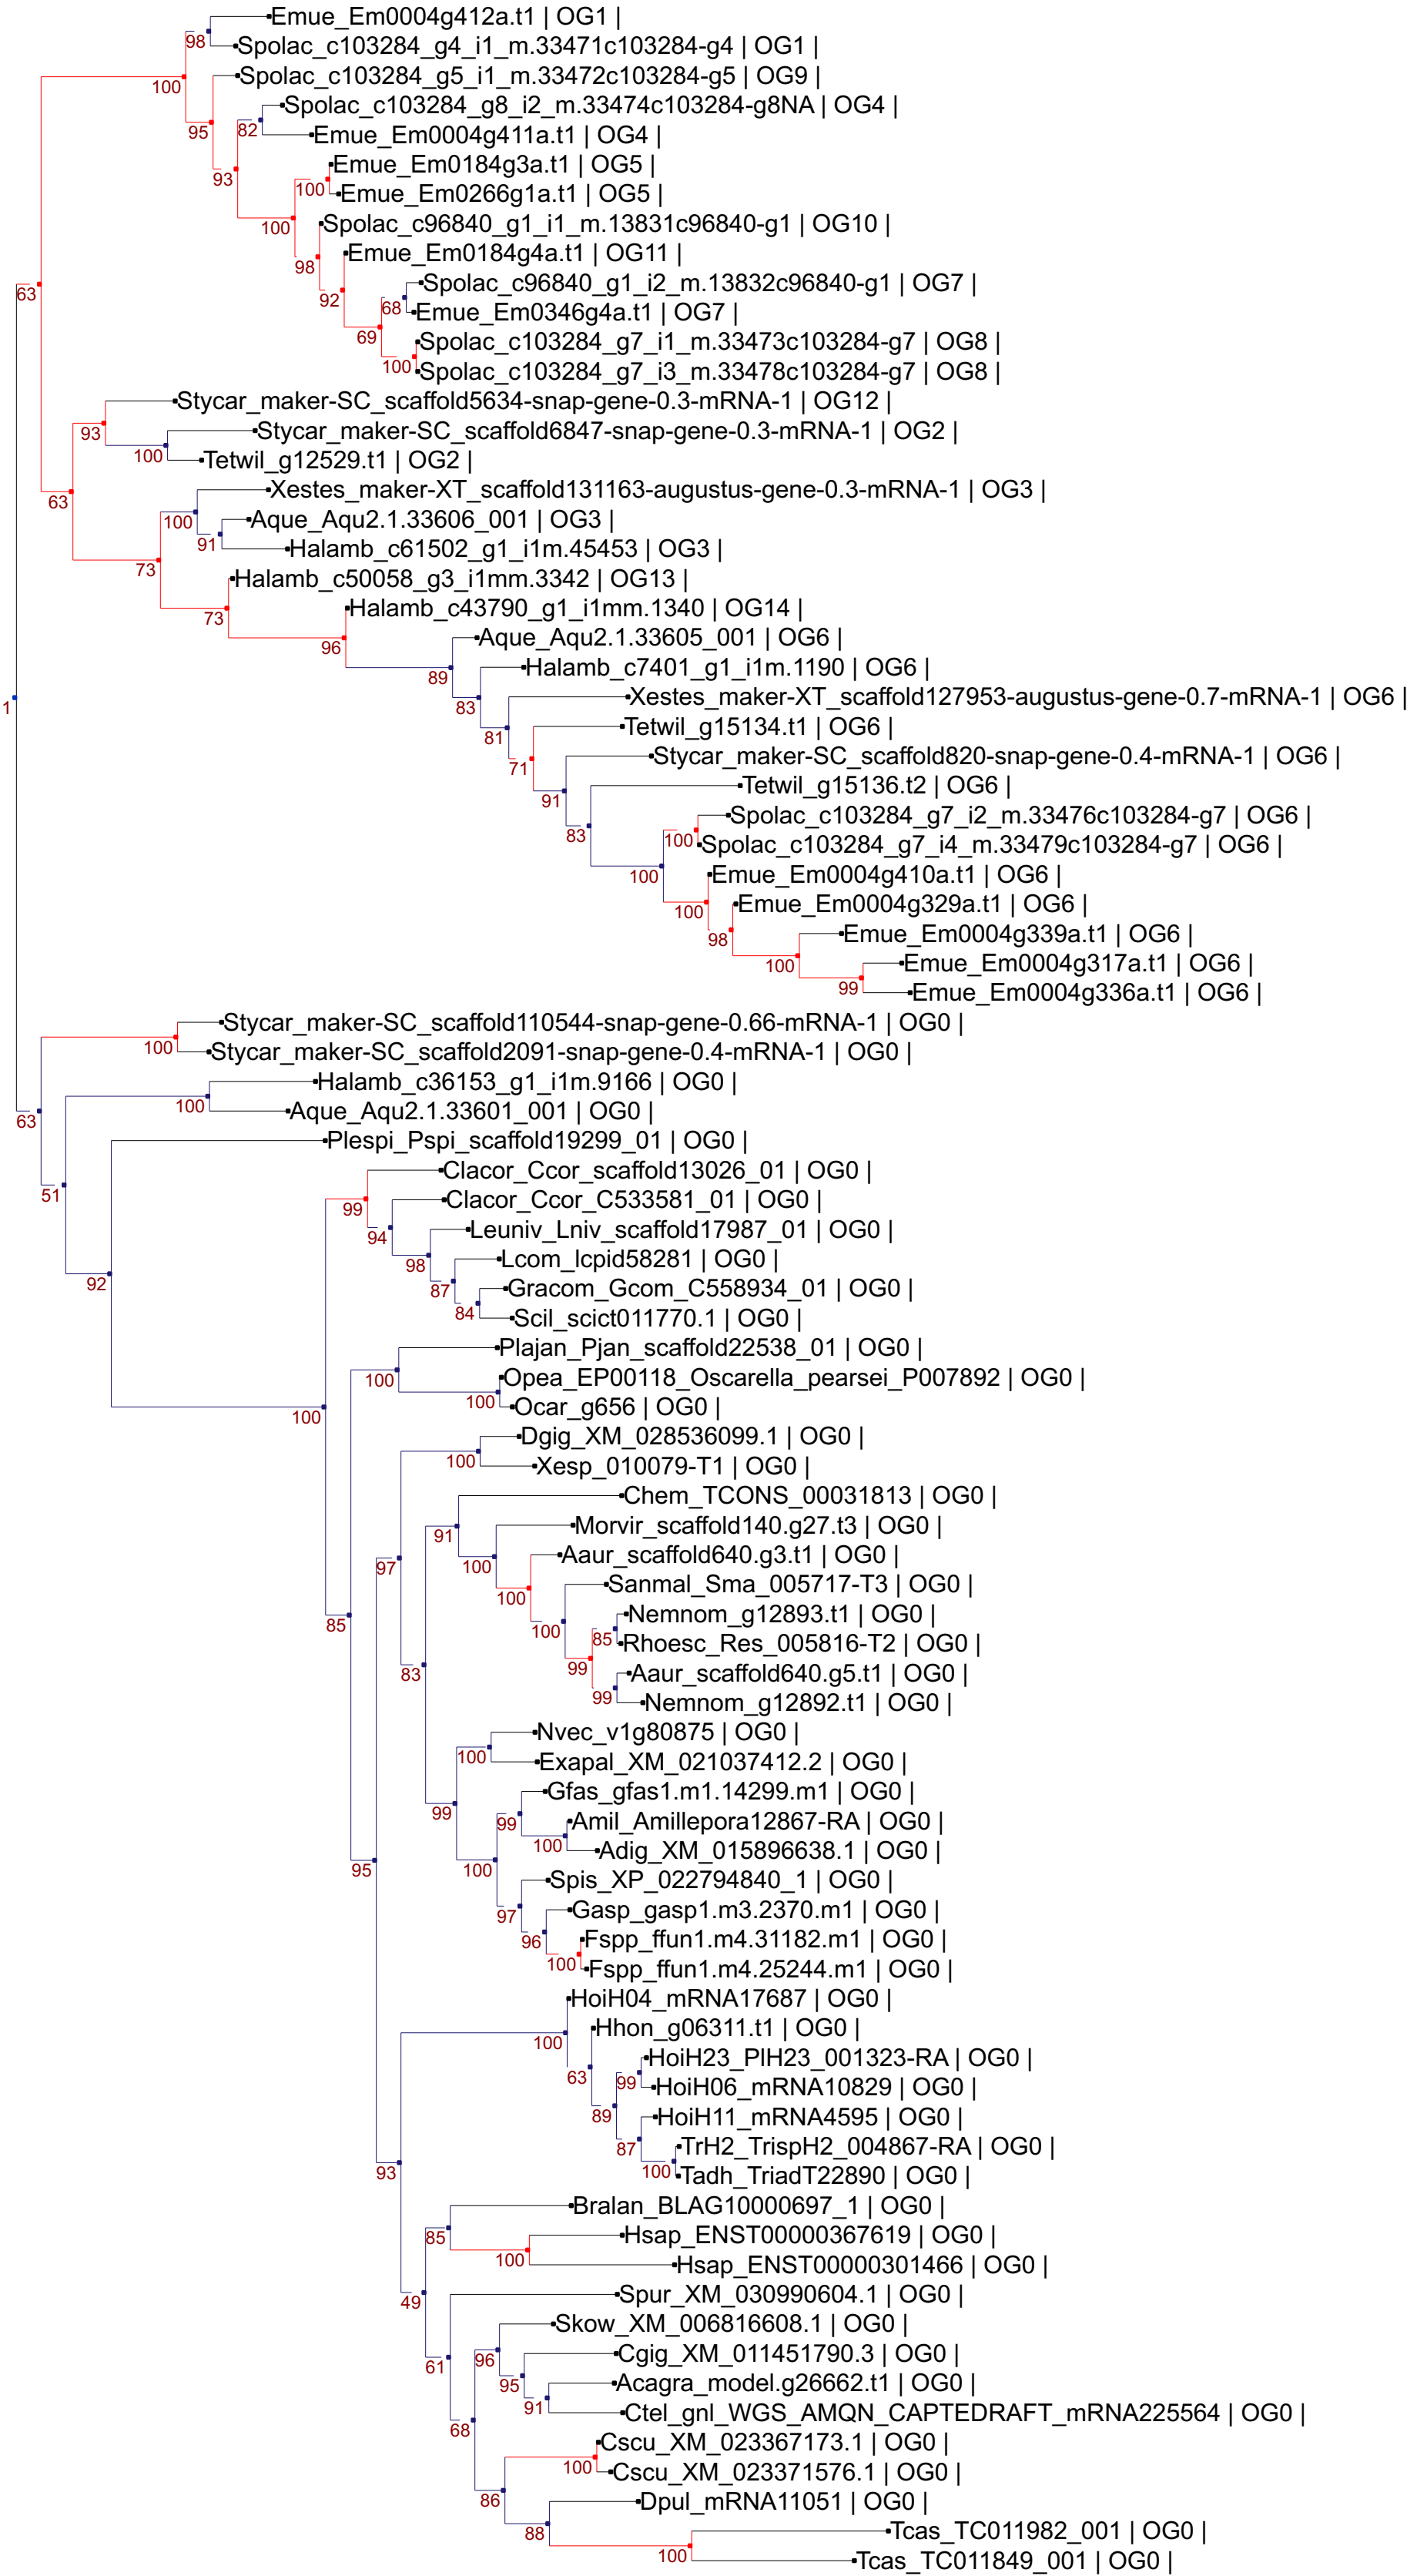 Emue_Em0004g412a.t1 | OG1 |
98
Spolac_c103284_g4_i1_m.33471c103284-g4 | OG1 |
Spolac_c103284_g5_i1_m.33472c103284-g5 | OG9 |
100
Spolac_c103284_g8_i2_m.33474c103284-g8NA | OG4 |
95
82
Emue_Em0004g411a.t1 | OG4 |
Emue_Em0184g3a.t1 | OG5 |
93
100
Emue_Em0266g1a.t1 | OG5 |
Spolac_c96840_g1_i1_m.13831c96840-g1 | OG10 |
100
Emue_Em0184g4a.t1 | OG11 |
98
Spolac_c96840_g1_i2_m.13832c96840-g1 | OG7 |
63
92
68
Emue_Em0346g4a.t1 | OG7 |
69
Spolac_c103284_g7_i1_m.33473c103284-g7 | OG8 |
100
Spolac_c103284_g7_i3_m.33478c103284-g7 | OG8 |
Stycar_maker-SC_scaffold5634-snap-gene-0.3-mRNA-1 | OG12 |
93
Stycar_maker-SC_scaffold6847-snap-gene-0.3-mRNA-1 | OG2 |
100
Tetwil_g12529.t1 | OG2 |
Xestes_maker-XT_scaffold131163-augustus-gene-0.3-mRNA-1 | OG3 |
63
100
Aque_Aqu2.1.33606_001 | OG3 |
91
Halamb_c61502_g1_i1m.45453 | OG3 |
73
Halamb_c50058_g3_i1mm.3342 | OG13 |
Halamb_c43790_g1_i1mm.1340 | OG14 |
73
Aque_Aqu2.1.33605_001 | OG6 |
96
Halamb_c7401_g1_i1m.1190 | OG6 |
89
Xestes_maker-XT_scaffold127953-augustus-gene-0.7-mRNA-1 | OG6 |
1
83
Tetwil_g15134.t1 | OG6 |
81
Stycar_maker-SC_scaffold820-snap-gene-0.4-mRNA-1 | OG6 |
71
Tetwil_g15136.t2 | OG6 |
91
Spolac_c103284_g7_i2_m.33476c103284-g7 | OG6 |
83
100
Spolac_c103284_g7_i4_m.33479c103284-g7 | OG6 |
100
Emue_Em0004g410a.t1 | OG6 |
Emue_Em0004g329a.t1 | OG6 |
100
Emue_Em0004g339a.t1 | OG6 |
98
Emue_Em0004g317a.t1 | OG6 |
100
99
Emue_Em0004g336a.t1 | OG6 |
Stycar_maker-SC_scaffold110544-snap-gene-0.66-mRNA-1 | OG0 |
100
Stycar_maker-SC_scaffold2091-snap-gene-0.4-mRNA-1 | OG0 |
Halamb_c36153_g1_i1m.9166 | OG0 |
100
Aque_Aqu2.1.33601_001 | OG0 |
63
Plespi_Pspi_scaffold19299_01 | OG0 |
Clacor_Ccor_scaffold13026_01 | OG0 |
51
Clacor_Ccor_C533581_01 | OG0 |
99
Leuniv_Lniv_scaffold17987_01 | OG0 |
94
Lcom_lcpid58281 | OG0 |
98
92
Gracom_Gcom_C558934_01 | OG0 |
87
Scil_scict011770.1 | OG0 |
84
Plajan_Pjan_scaffold22538_01 | OG0 |
100
Opea_EP00118_Oscarella_pearsei_P007892 | OG0 |
100
Ocar_g656 | OG0 |
100
Dgig_XM_028536099.1 | OG0 |
100
Xesp_010079-T1 | OG0 |
Chem_TCONS_00031813 | OG0 |
91
Morvir_scaffold140.g27.t3 | OG0 |
97
100
Aaur_scaffold640.g3.t1 | OG0 |
Sanmal_Sma_005717-T3 | OG0 |
100
Nemnom_g12893.t1 | OG0 |
85
100
85
Rhoesc_Res_005816-T2 | OG0 |
83
99
Aaur_scaffold640.g5.t1 | OG0 |
99
Nemnom_g12892.t1 | OG0 |
Nvec_v1g80875 | OG0 |
100
Exapal_XM_021037412.2 | OG0 |
Gfas_gfas1.m1.14299.m1 | OG0 |
99
99
Amil_Amillepora12867-RA | OG0 |
100
Adig_XM_015896638.1 | OG0 |
95
100
Spis_XP_022794840_1 | OG0 |
97
Gasp_gasp1.m3.2370.m1 | OG0 |
96
Fspp_ffun1.m4.31182.m1 | OG0 |
100
Fspp_ffun1.m4.25244.m1 | OG0 |
HoiH04_mRNA17687 | OG0 |
100
Hhon_g06311.t1 | OG0 |
HoiH23_PlH23_001323-RA | OG0 |
63
99
HoiH06_mRNA10829 | OG0 |
89
HoiH11_mRNA4595 | OG0 |
87
TrH2_TrispH2_004867-RA | OG0 |
93
100
Tadh_TriadT22890 | OG0 |
Bralan_BLAG10000697_1 | OG0 |
85
Hsap_ENST00000367619 | OG0 |
100
Hsap_ENST00000301466 | OG0 |
49
Spur_XM_030990604.1 | OG0 |
Skow_XM_006816608.1 | OG0 |
61
96
Cgig_XM_011451790.3 | OG0 |
95
Acagra_model.g26662.t1 | OG0 |
91
Ctel_gnl_WGS_AMQN_CAPTEDRAFT_mRNA225564 | OG0 |
68
Cscu_XM_023367173.1 | OG0 |
100
Cscu_XM_023371576.1 | OG0 |
86
Dpul_mRNA11051 | OG0 |
88
Tcas_TC011982_001 | OG0 |
100
Tcas_TC011849_001 | OG0 |